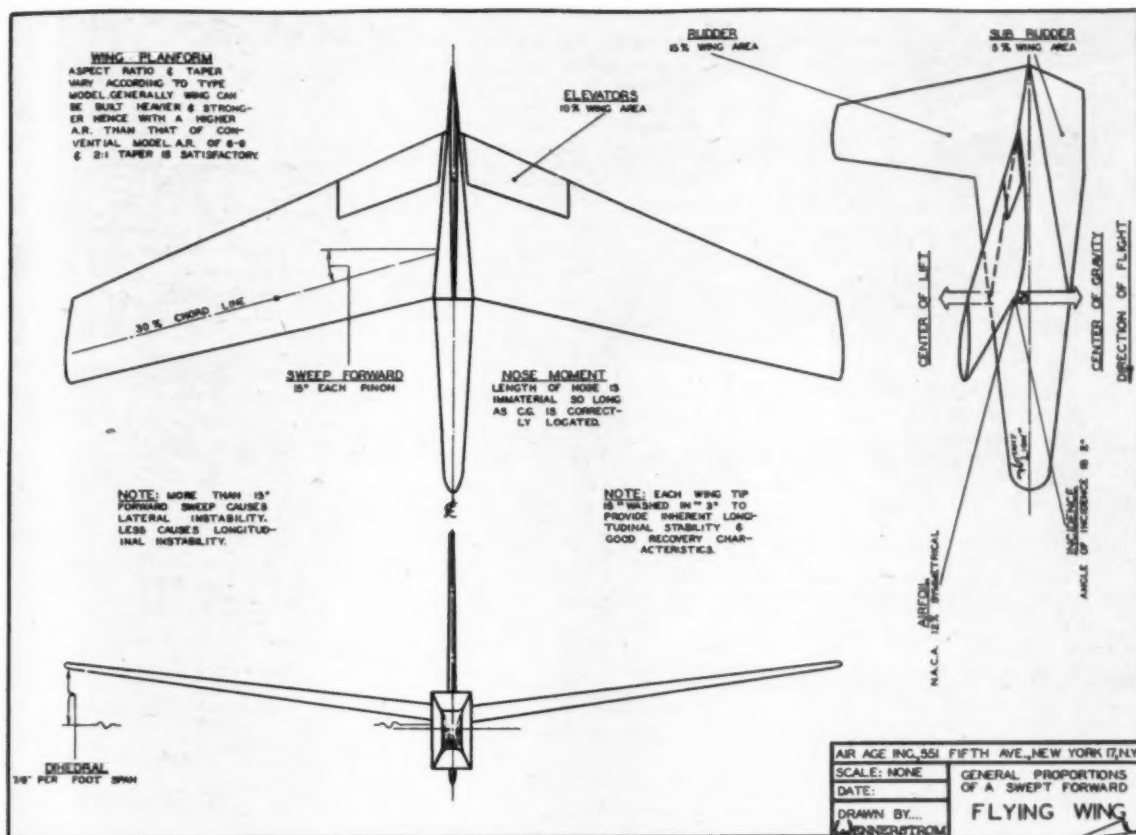 WING PLANFORM
ASPECT RATIO & TAPER
VARY ACCORDING TO TYPE
MODEL. GENERALLY WING CAN
BE BUILT HEAVIER & STRONG-
ER HENCE WITH A HIGHER
A.R. THAN THAT OF CON-
VENTIAL MODEL. A.R. OF 6-9
& 2:1 TAPER IS SATISFACTORY.
ELEVATORS
10% WING AREA
RUDDER
15% WING AREA
SUB RUDDER
5% WING AREA
30% CHORD LINE
SWEEP FORWARD
15° EACH PINION
NOSE MOMENT
LENGTH OF NOSE IS
IMMATERIAL SO LONG
AS C.G. IS CORRECT-
LY LOCATED.
CENTER OF LIFT
CENTER OF GRAVITY
DIRECTION OF FLIGHT
NOTE: MORE THAN 15°
FORWARD SWEEP CAUSES
LATERAL INSTABILITY.
LESS CAUSES LONGITUD-
INAL INSTABILITY.
NOTE: EACH WING TIP
IS "WASHED IN" 3° TO
PROVIDE INHERENT LONGI-
TUDINAL STABILITY &
GOOD RECOVERY CHAR-
ACTERISTICS.
AIRFOIL
N.A.C.A. 12% SYMMETRICAL
INCIDENCE
ANGLE OF INCIDENCE IS 2°
DIHEDRAL
7/8" PER FOOT SPAN
AIR AGE INC., 551 FIFTH AVE., NEW YORK 17, N.Y.
SCALE: NONE
DATE:
DRAWN BY....
WENNERSTROM
GENERAL PROPORTIONS
OF A SWEPT FORWARD
FLYING WING